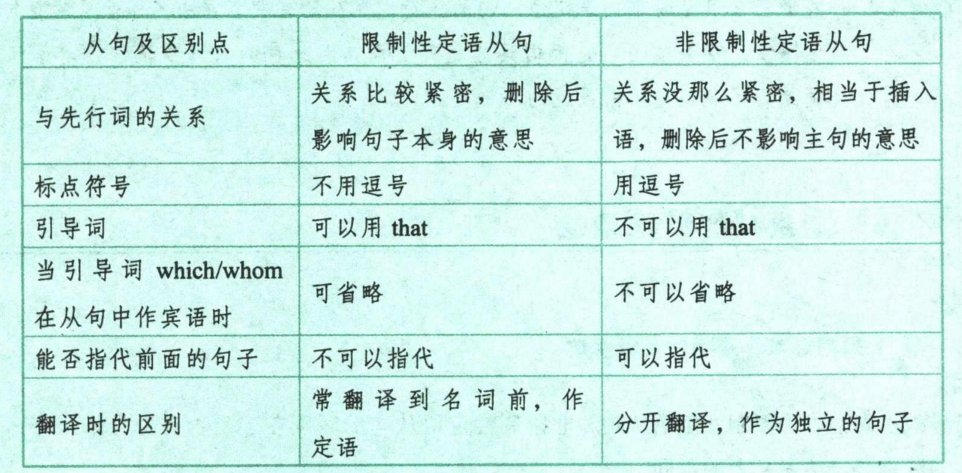 从句及区别点 限制性定语从句 非限制性定语从句
与先行词的关系
关系比较紧密，删除后
影响句子本身的意思
关系没那么紧密，相当于插入
语，删除后不影响主句的意思
标点符号 不用逗号 用逗号
引导词 可以用 that 不可以用 that
当引导词 which/whom
在从句中作宾语时
可省略
不可以省略
能否指代前面的句子 不可以指代 可以指代
翻译时的区别
常翻译到名词前，作
定语
分开翻译，作为独立的句子